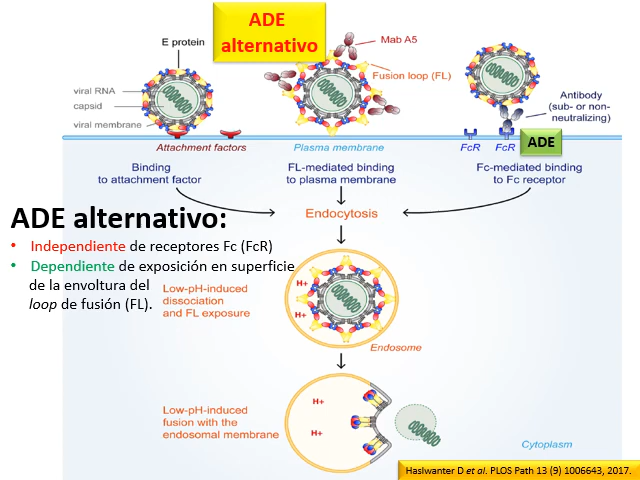 ADE
alternativo
E protein
Mab A5
Fusion loop (FL)
viral RNA
capsid
viral membrane
Antibody
(sub- or non-
neutralizing)
Attachment factors
Plasma membrane
FcR
FcR
ADE
Binding
to attachment factor
FL-mediated binding
to plasma membrane
Fc-mediated binding
to Fc receptor
Endocytosis
ADE alternativo:
• Independiente de receptores Fc (FcR)
• Dependiente de exposición en superficie
de la envoltura del
loop de fusión (FL).
Low-pH-induced
dissociation
and FL exposure
H+
H+
Endosome
Low-pH-induced
fusion with the
endosomal membrane
H+
H+
Cytoplasm
Haslwanter D et al. PLOS Path 13 (9) 1006643, 2017.